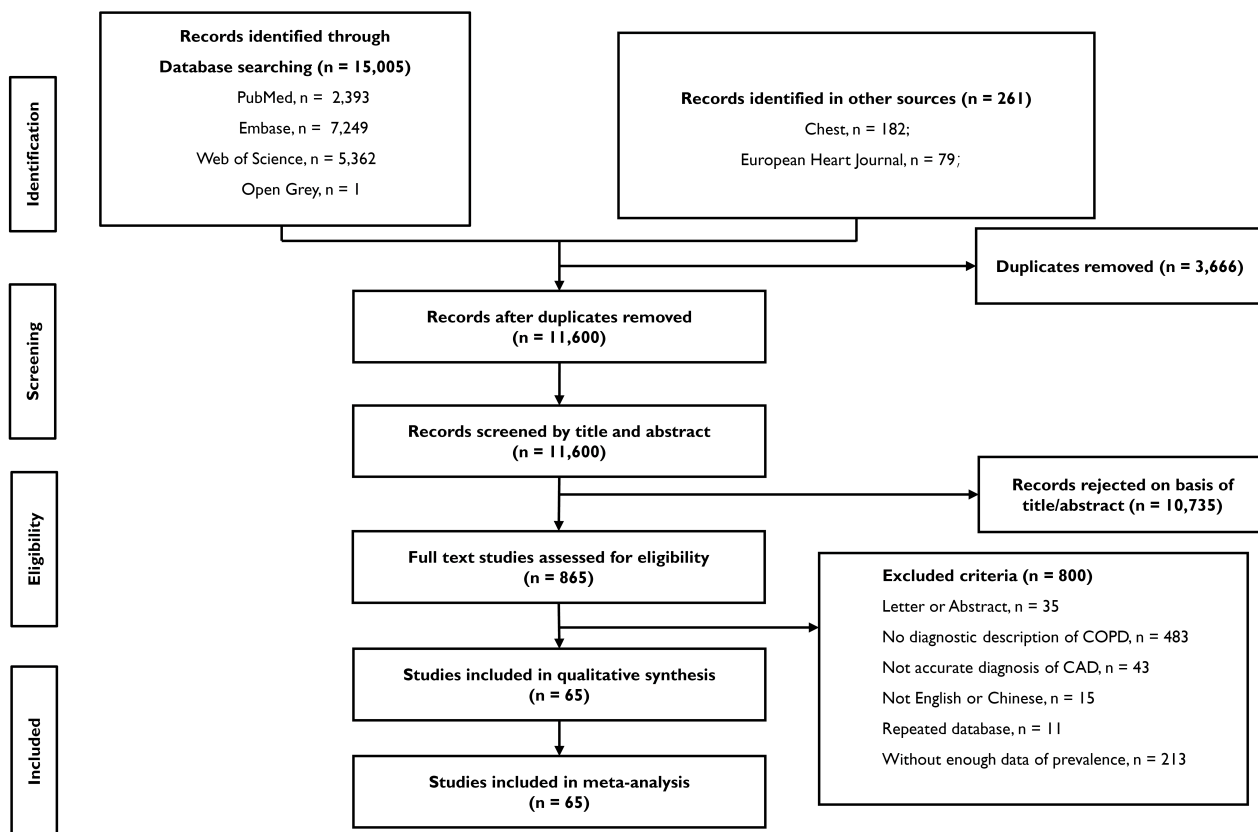 Identification
Records identified through
Database searching (n = 15,005)
PubMed, n = 2,393
Embase, n = 7,249
Web of Science, n = 5,362
Open Grey, n = 1
Records identified in other sources (n = 261)
Chest, n = 182;
European Heart Journal, n = 79;
Duplicates removed (n = 3,666)
Screening
Records after duplicates removed
(n = 11,600)
Records screened by title and abstract
(n = 11,600)
Records rejected on basis of
title/abstract (n = 10,735)
Eligibility
Full text studies assessed for eligibility
(n = 865)
Excluded criteria (n = 800)
Letter or Abstract, n = 35
No diagnostic description of COPD, n = 483
Not accurate diagnosis of CAD, n = 43
Not English or Chinese, n = 15
Repeated database, n = 11
Without enough data of prevalence, n = 213
Included
Studies included in qualitative synthesis
(n = 65)
Studies included in meta-analysis
(n = 65)